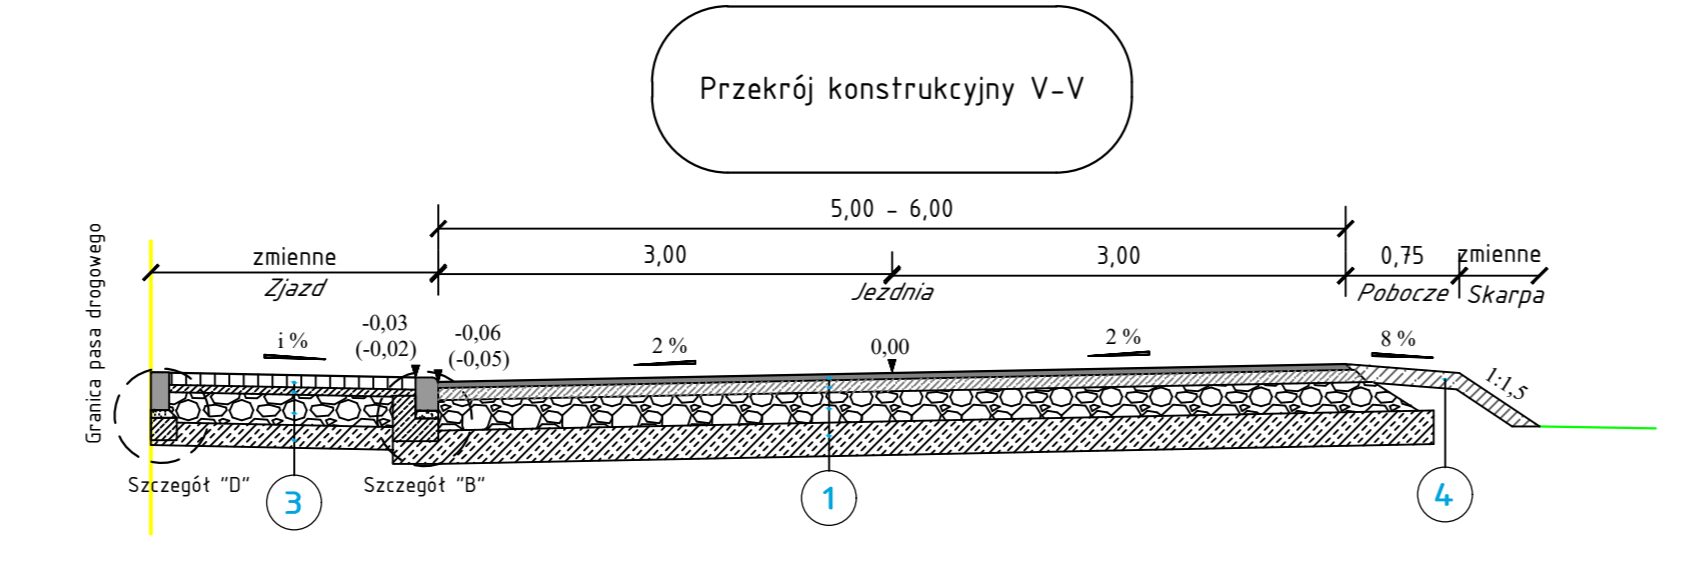 Przekrój konstrukcyjny V-V
5,00 - 6,00
zmienne
3,00
3,00
0,75
zmienne
Zjazd
Jezdnia
Pobocze
Skarpa
Granica pasa drogowego
i %
-0,03
(-0,02)
-0,06
(-0,05)
2 %
0,00
2 %
8 %
1:1,5
Szczegół "D"
3
Szczegół "B"
1
4